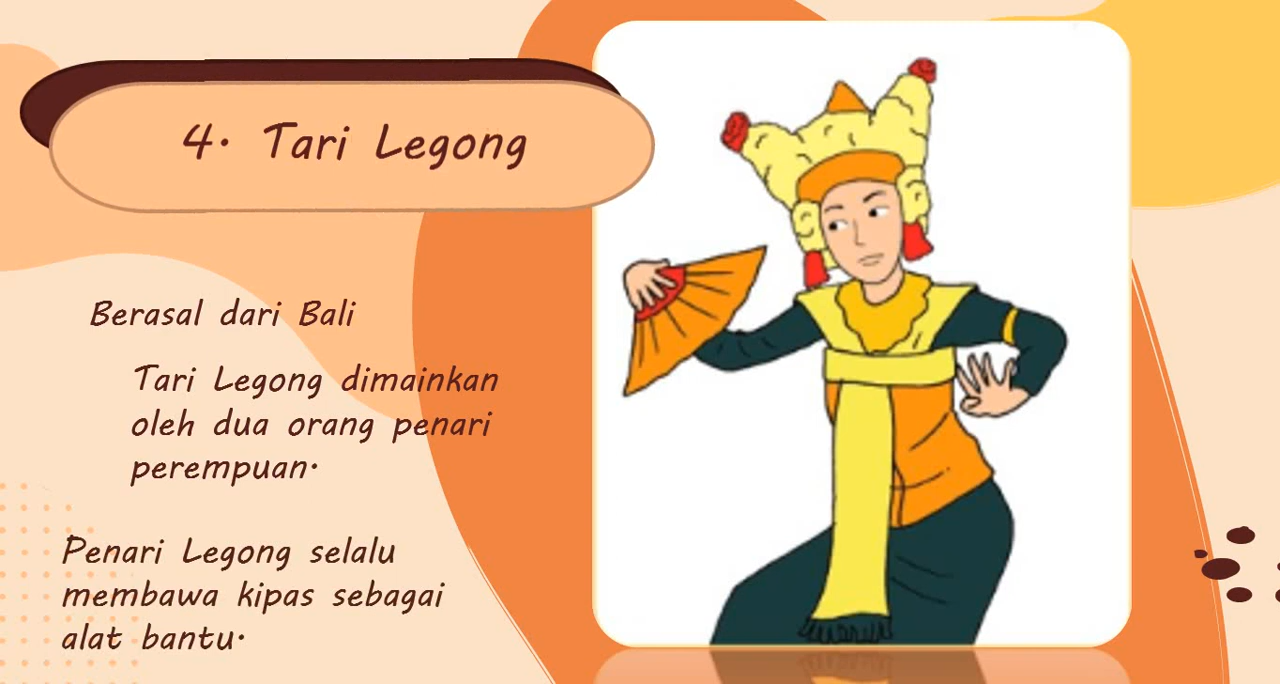 4. Tari Legong
Berasal dari Bali
Tari Legong dimainkan
oleh dua orang penari
perempuan.
Penari Legong selalu
membawa kipas sebagai
alat bantu.